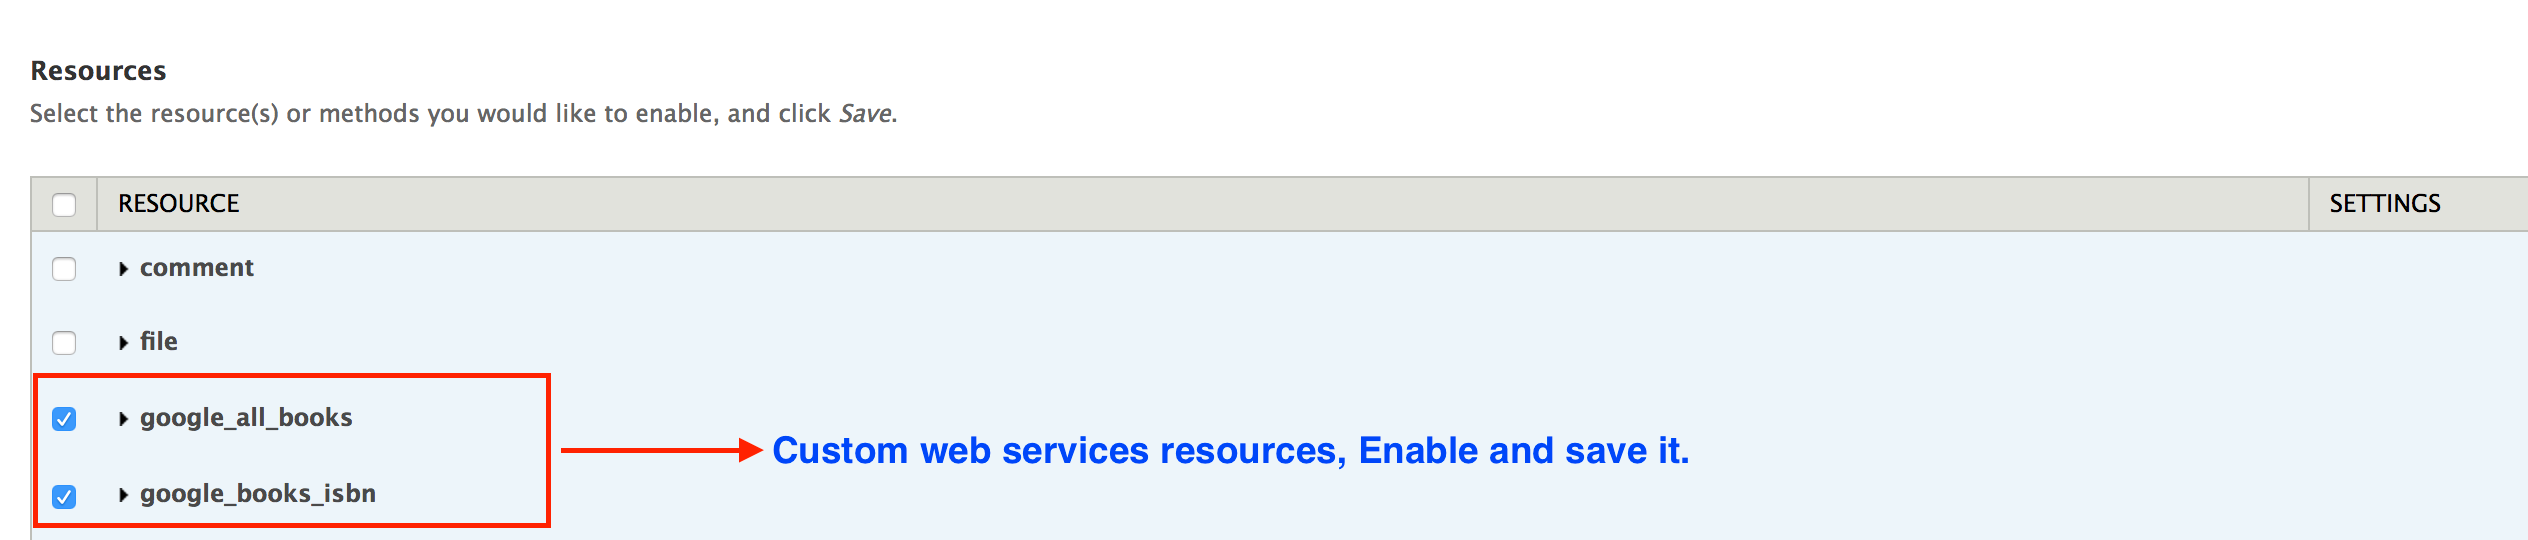 Resources
Select the resource(s) or methods you would like to enable, and click Save.
RESOURCE SETTINGS
comment
file
google_all_books
Custom web services resources, Enable and save it.
google_books_isbn